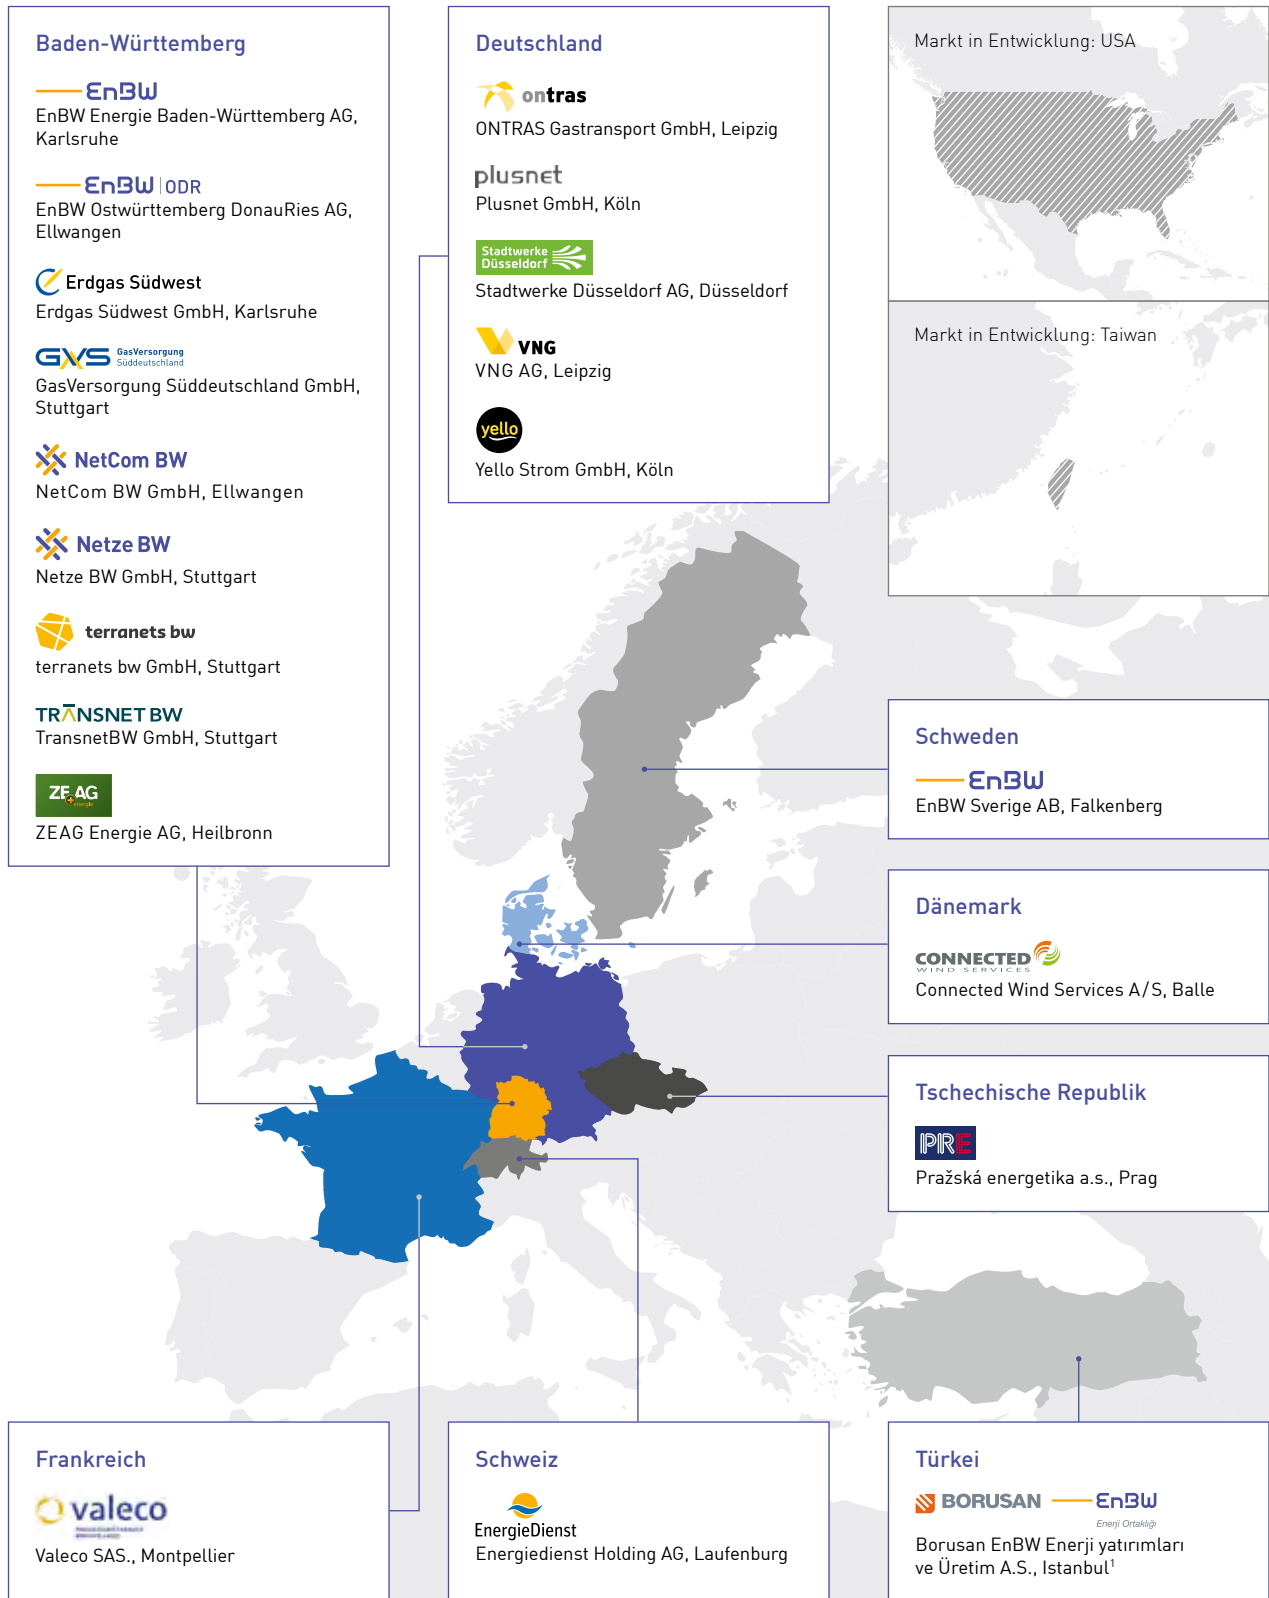 Baden-Württemberg
EnBW
EnBW Energie Baden-Württemberg AG,
Karlsruhe
EnBW | ODR
EnBW Ostwürttemberg DonauRies AG,
Ellwangen
Erdgas Südwest
Erdgas Südwest GmbH, Karlsruhe
GVS GasVersorgung
Süddeutschland
GasVersorgung Süddeutschland GmbH,
Stuttgart
NetCom BW
NetCom BW GmbH, Ellwangen
Netze BW
Netze BW GmbH, Stuttgart
terranets bw
terranets bw GmbH, Stuttgart
TRANSNET BW
TransnetBW GmbH, Stuttgart
ZEAG
energie
ZEAG Energie AG, Heilbronn
Deutschland
ontras
ONTRAS Gastransport GmbH, Leipzig
plusnet
Plusnet GmbH, Köln
Stadtwerke
Düsseldorf
Stadtwerke Düsseldorf AG, Düsseldorf
VNG
VNG AG, Leipzig
yello
Yello Strom GmbH, Köln
Markt in Entwicklung: USA
Markt in Entwicklung: Taiwan
Schweden
EnBW
EnBW Sverige AB, Falkenberg
Dänemark
CONNECTED
WIND SERVICES
Connected Wind Services A/S, Balle
Tschechische Republik
PRE
Pražská energetika a.s., Prag
Frankreich
valeco
Valeco SAS., Montpellier
Schweiz
EnergieDienst
Energiedienst Holding AG, Laufenburg
Türkei
BORUSAN EnBW
Enerji Ortaklığı
Borusan EnBW Enerji yatırımları
ve Üretim A.S., Istanbul¹